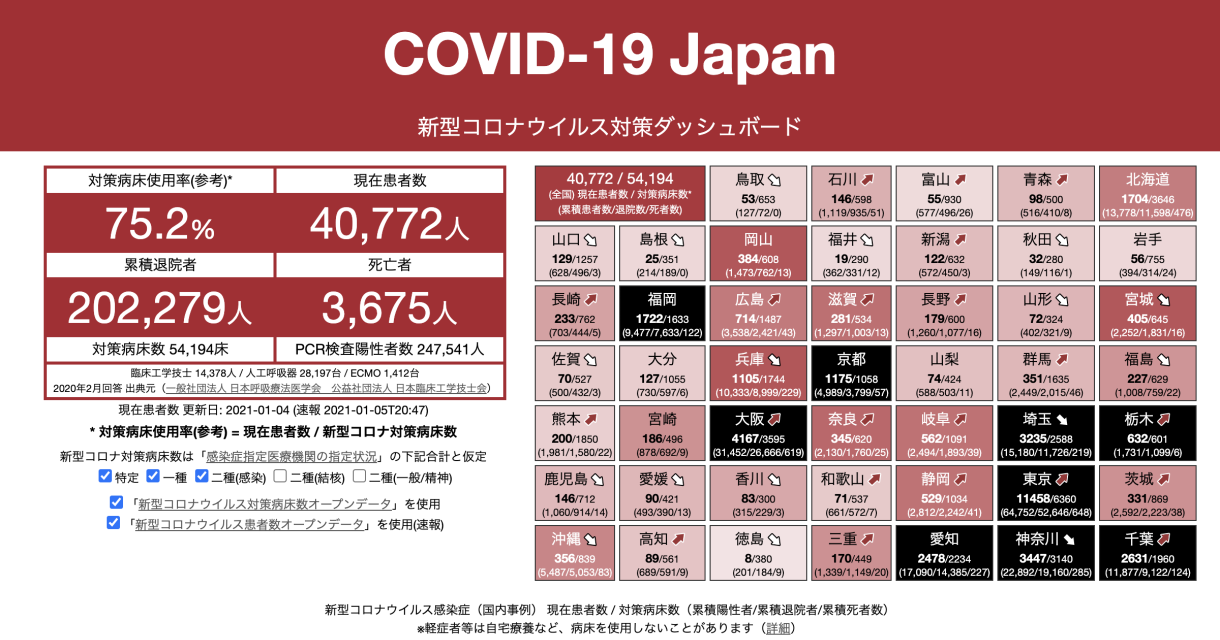 COVID-19 Japan
新型コロナウイルス対策ダッシュボード
対策病床使用率(参考)*
現在患者数
75.2%
40,772人
累積退院者
死亡者
202,279人
3,675人
対策病床数 54,194床
PCR検査陽性者数 247,541人
臨床工学技士 14,378人 / 人工呼吸器 28,197台 / ECMO 1,412台
2020年2月回答 出典元 (一般社団法人 日本呼吸療法医学会　公益社団法人 日本臨床工学技士会)
現在患者数 更新日: 2021-01-04 (速報 2021-01-05T20:47)
* 対策病床使用率(参考) = 現在患者数 / 新型コロナ対策病床数
新型コロナ対策病床数は「感染症指定医療機関の指定状況」の下記合計と仮定
特定 一種 二種(感染) 二種(結核) 二種(一般/精神)
「新型コロナウイルス対策病床数オープンデータ」を使用
「新型コロナウイルス患者数オープンデータ」を使用(速報)
40,772 / 54,194
(全国) 現在患者数 / 対策病床数*
(累積患者数/退院数/死者数)
鳥取
53/653
(127/72/0)
石川
146/598
(1,119/935/51)
富山
55/930
(577/496/26)
青森
98/500
(516/410/8)
北海道
1704/3646
(13,778/11,598/476)
山口
129/1257
(628/496/3)
島根
25/351
(214/189/0)
岡山
384/608
(1,473/762/13)
福井
19/290
(362/331/12)
新潟
122/632
(572/450/3)
秋田
32/280
(149/116/1)
岩手
56/755
(394/314/24)
長崎
233/762
(703/444/5)
福岡
1722/1633
(9,477/7,633/122)
広島
714/1487
(3,538/2,421/43)
滋賀
281/534
(1,297/1,003/13)
長野
179/600
(1,260/1,077/16)
山形
72/324
(402/321/9)
宮城
405/645
(2,252/1,831/16)
佐賀
70/527
(500/432/3)
大分
127/1055
(730/597/6)
兵庫
1105/1744
(10,333/8,999/229)
京都
1175/1058
(4,989/3,799/57)
山梨
74/424
(588/503/11)
群馬
351/1635
(2,449/2,015/46)
福島
227/629
(1,008/759/22)
熊本
200/1850
(1,981/1,580/22)
宮崎
186/496
(878/692/9)
大阪
4167/3595
(31,452/26,666/619)
奈良
345/620
(2,130/1,760/25)
岐阜
562/1091
(2,494/1,893/39)
埼玉
3235/2588
(15,180/11,726/219)
栃木
632/601
(1,731/1,099/6)
鹿児島
146/712
(1,060/914/14)
愛媛
90/421
(493/390/13)
香川
83/300
(315/229/3)
和歌山
71/537
(661/572/7)
静岡
529/1034
(2,812/2,242/41)
東京
11458/6360
(64,752/52,646/648)
茨城
331/869
(2,592/2,223/38)
沖縄
356/839
(5,487/5,053/83)
高知
89/561
(689/591/9)
徳島
8/380
(201/184/9)
三重
170/449
(1,339/1,149/20)
愛知
2478/2234
(17,090/14,385/227)
神奈川
3447/3140
(22,892/19,160/285)
千葉
2631/1960
(11,877/9,122/124)
新型コロナウイルス感染症（国内事例） 現在患者数 / 対策病床数（累積陽性者/累積退院者/累積死者数）
※軽症者等は自宅療養など、病床を使用しないことがあります（詳細）